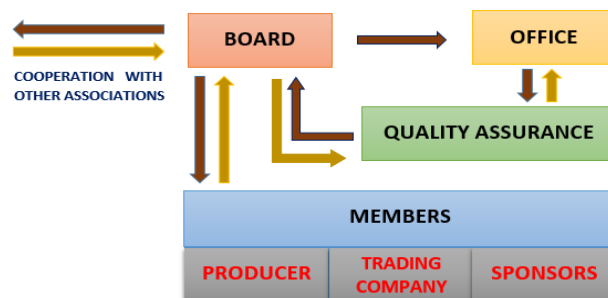 BOARD
OFFICE
COOPERATION WITH
OTHER ASSOCIATIONS
QUALITY ASSURANCE
MEMBERS
PRODUCER
TRADING
COMPANY
SPONSORS